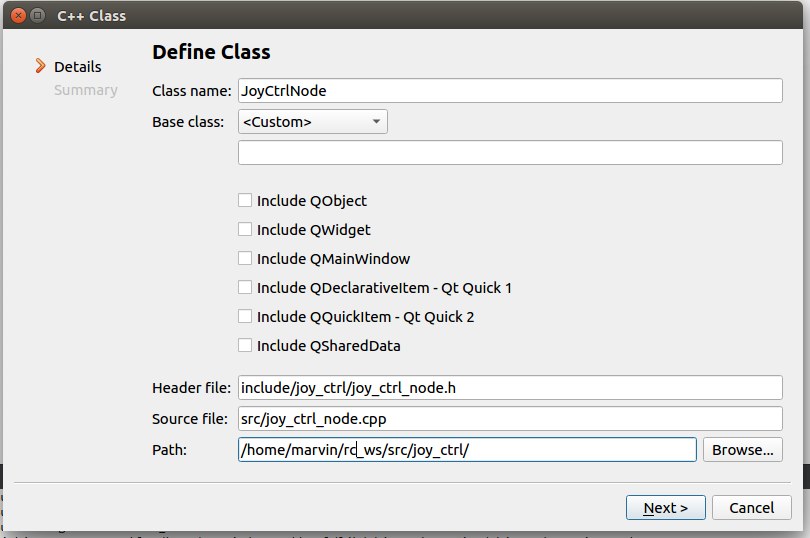 C++ Class
Define Class
Details
Summary
Class name: JoyCtrlNode
Base class: <Custom>
Include QObject
Include QWidget
Include QMainWindow
Include QDeclarativeItem - Qt Quick 1
Include QQuickItem - Qt Quick 2
Include QSharedData
Header file: include/joy_ctrl/joy_ctrl_node.h
Source file: src/joy_ctrl_node.cpp
Path: /home/marvin/rc_ws/src/joy_ctrl/ Browse...
Next > Cancel